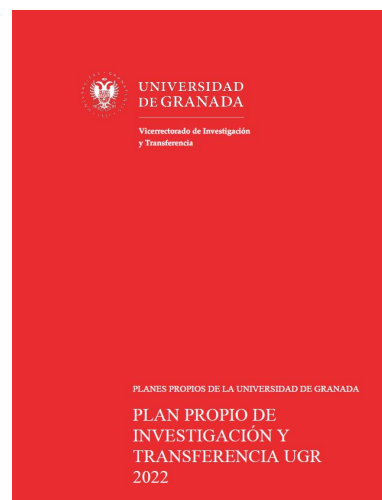 UNIVERSIDAD
DE GRANADA
Vicerrectorado de Investigación
y Transferencia
PLANES PROPIOS DE LA UNIVERSIDAD DE GRANADA
PLAN PROPIO DE
INVESTIGACIÓN Y
TRANSFERENCIA UGR
2022